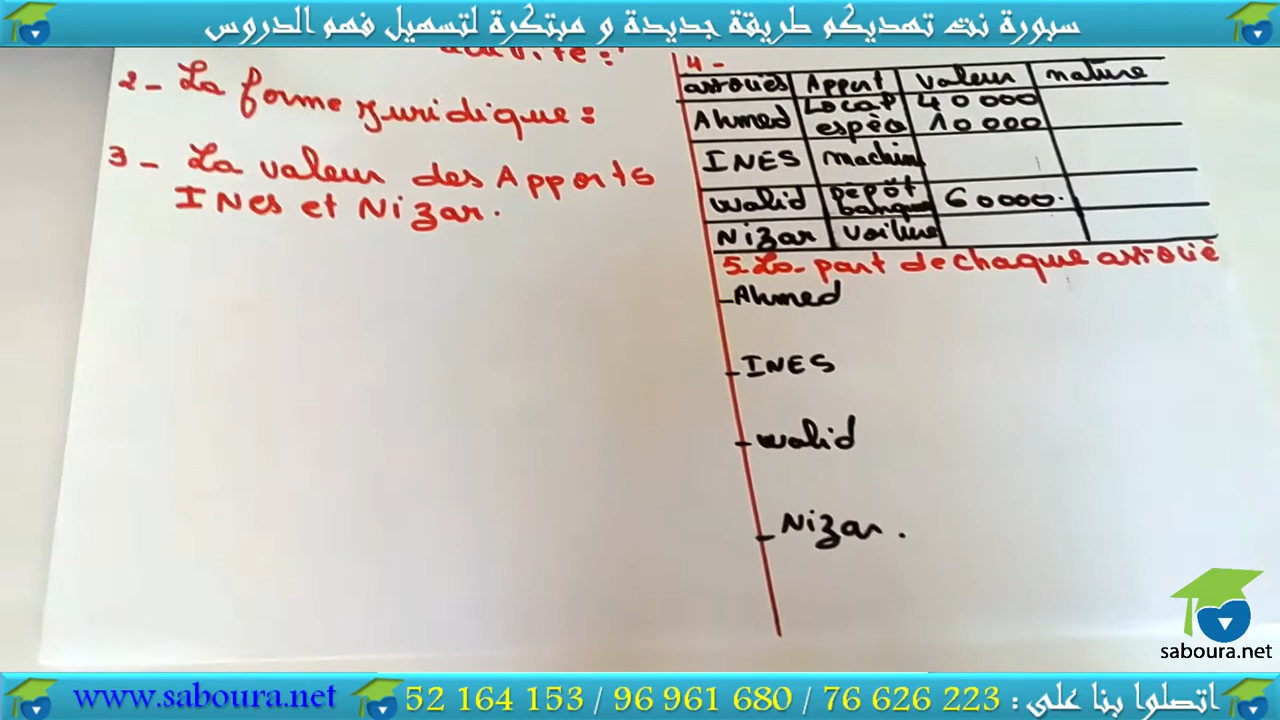 سبورة نت تهديكم طريقة جديدة و مبتكرة لتسهيل فهم الدروس
2 - La forme juridique :
3 - La valeur des Apports
INes et Nizar.
4 -
associés Apport valeur nature
Ahmed Local 40 000
espèc 10 000
INES machin
walid Dépôt banque 60000.
Nizar voiture
5. La part de chaque associé
- Ahmed
- INES
- walid
- Nizar.
saboura.net
www.saboura.net
52 164 153 / 96 961 680 / 76 626 223 : اتصلوا بنا على